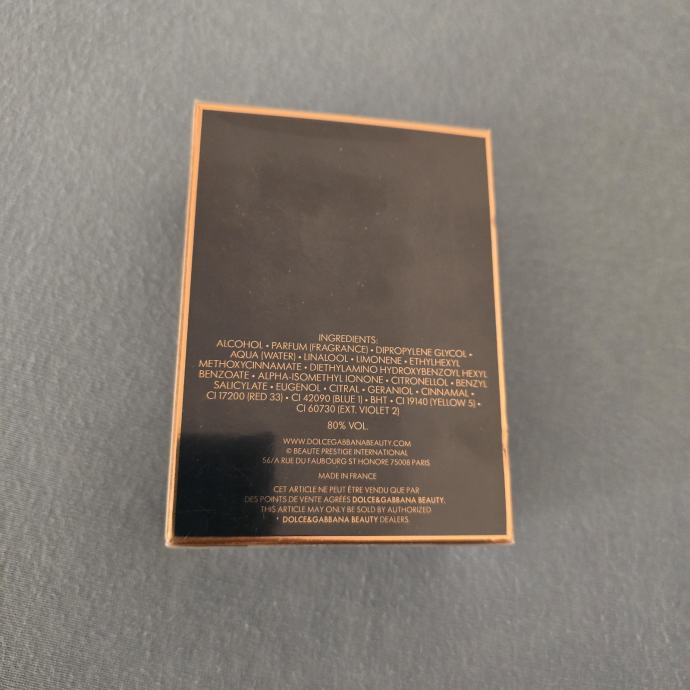 INGREDIENTS:
ALCOHOL • PARFUM (FRAGRANCE) • DIPROPYLENE GLYCOL •
AQUA (WATER) • LINALOOL • LIMONENE • ETHYLHEXYL
METHOXYCINNAMATE • DIETHYLAMINO HYDROXYBENZOYL HEXYL
BENZOATE • ALPHA-ISOMETHYL IONONE • CITRONELLOL • BENZYL
SALICYLATE • EUGENOL • CITRAL • GERANIOL • CINNAMAL •
CI 17200 (RED 33) • CI 42090 (BLUE 1) • BHT • CI 19140 (YELLOW 5) •
CI 60730 (EXT. VIOLET 2)
80% VOL.
WWW.DOLCEGABBANABEAUTY.COM
© BEAUTE PRESTIGE INTERNATIONAL
56/A RUE DU FAUBOURG ST HONORE 75008 PARIS
MADE IN FRANCE
CET ARTICLE NE PEUT ÊTRE VENDU QUE PAR
DES POINTS DE VENTE AGRÉÉS DOLCE&GABBANA BEAUTY.
THIS ARTICLE MAY ONLY BE SOLD BY AUTHORIZED
DOLCE&GABBANA BEAUTY DEALERS.